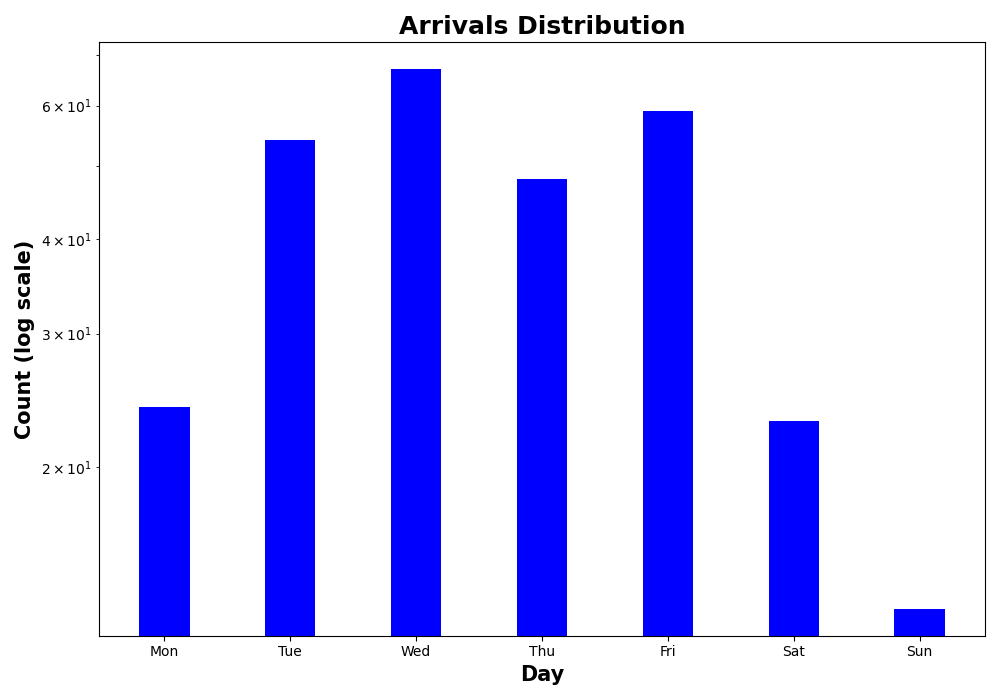 Arrivals Distribution
6 × 10¹
4 × 10¹
3 × 10¹
2 × 10¹
Count (log scale)
Mon Tue Wed Thu Fri Sat Sun
Day